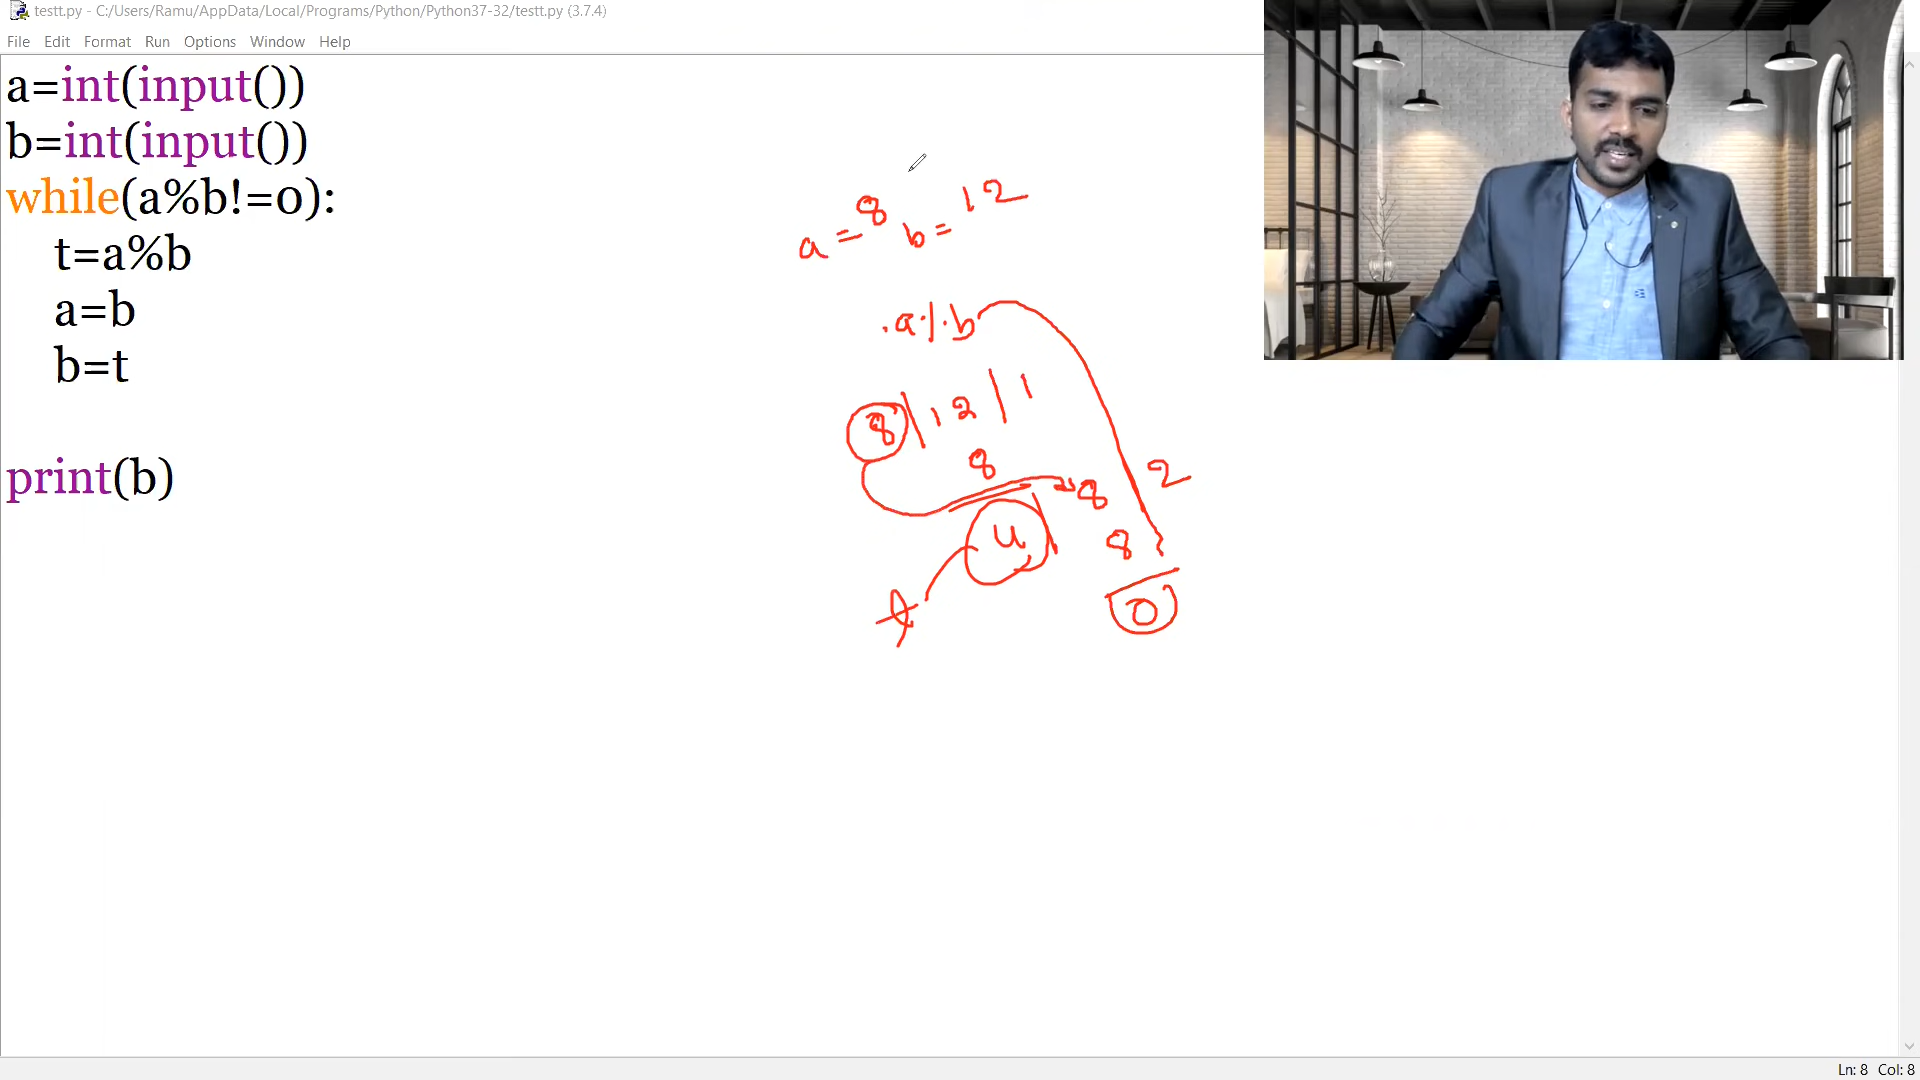 testt.py - C:/Users/Ramu/AppData/Local/Programs/Python/Python37-32/testt.py (3.7.4)
File Edit Format Run Options Window Help
a=int(input())
b=int(input())
while(a%b!=0):
    t=a%b
    a=b
    b=t
print(b)
a=8 b=12
a%b
8|12|1
8
8
2
4
8
t
0
Ln: 8 Col: 8